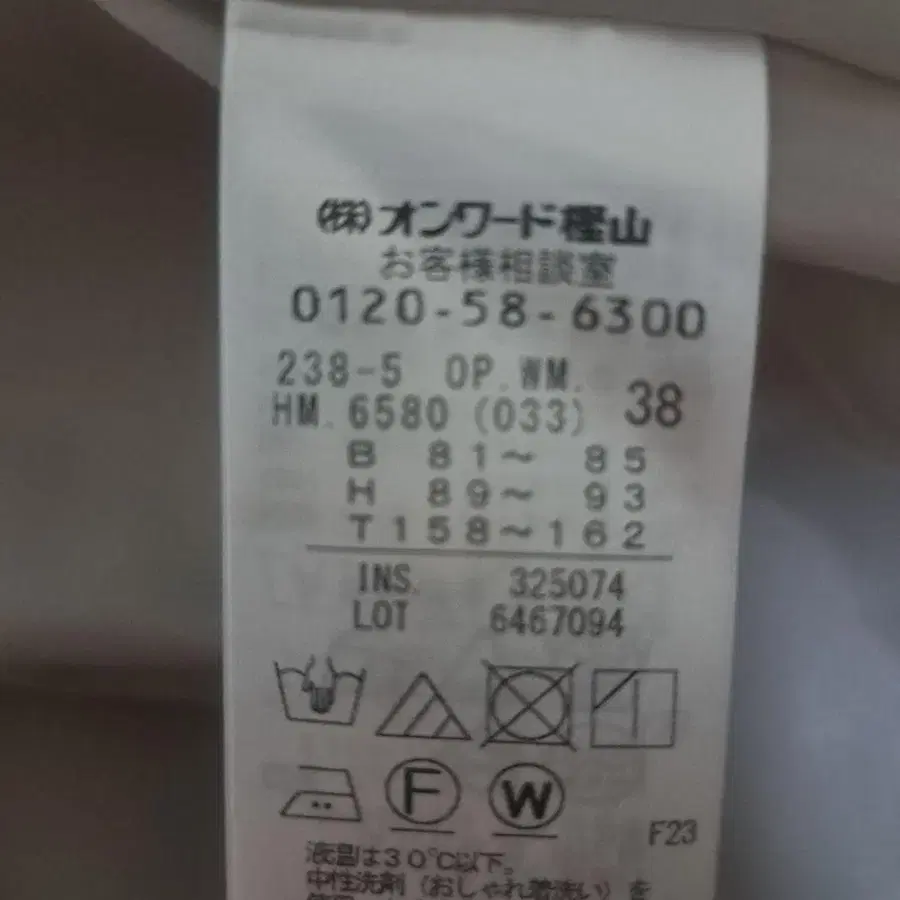 ㈱オンワード樫山
お客様相談室
0120-58-6300
238-5 OP.WM.
HM.6580 (033) 38
B 81〜 85
H 89〜 93
T158〜162
INS. 325074
LOT 6467094
F W
F23
液温は30℃以下。
中性洗剤(おしゃれ着洗い)を
使用